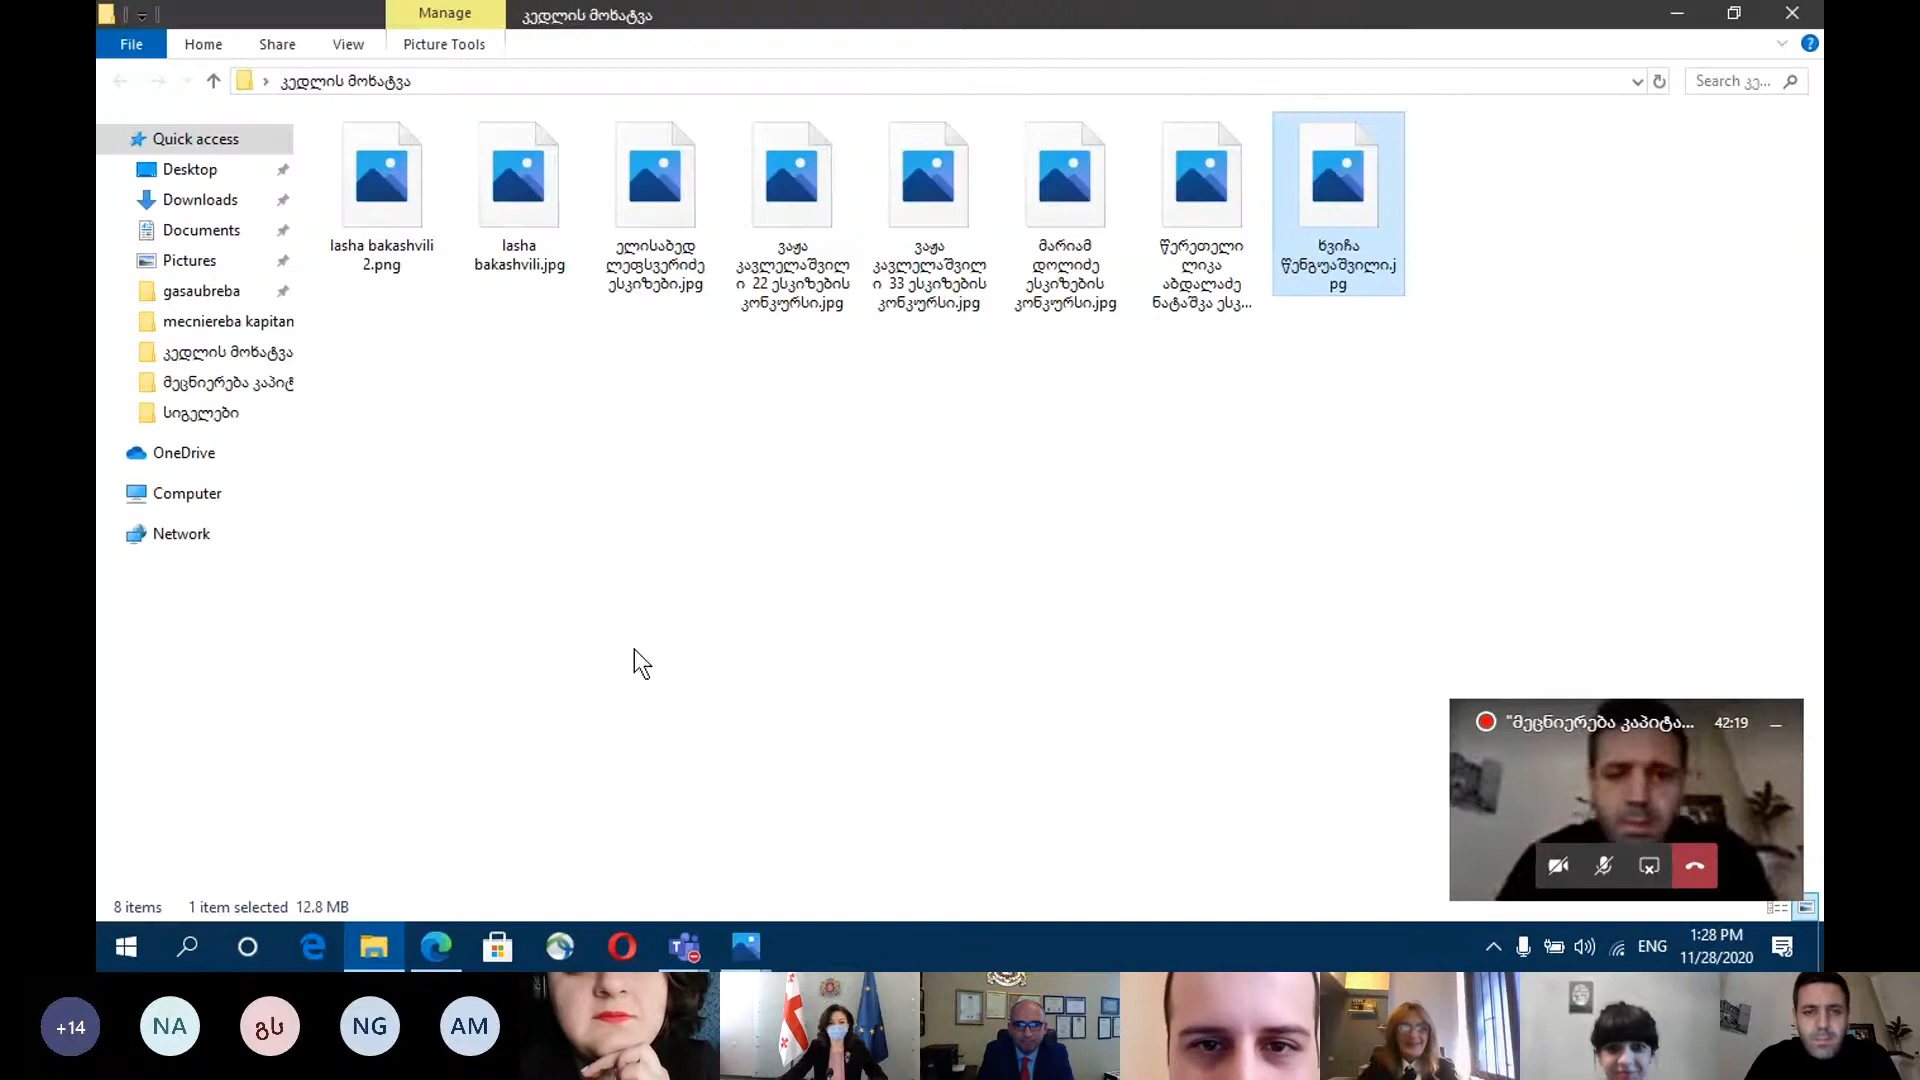 Manage
კედლის მოხატვა
File
Home
Share
View
Picture Tools
კედლის მოხატვა
Search კე...
Quick access
Desktop
Downloads
Documents
Pictures
gasaubreba
mecniereba kapitan
კედლის მოხატვა
მეცნიერება კაპიტ
სიგელები
OneDrive
Computer
Network
lasha bakashvili
2.png
lasha
bakashvili.jpg
ელისაბედ
ლეფსვერიძე
ესკიზები.jpg
ვაჟა
კავლელაშვილ
ი 22 ესკიზების
კონკურსი.jpg
ვაჟა
კავლელაშვილ
ი 33 ესკიზების
კონკურსი.jpg
მარიამ
დოლიძე
ესკიზების
კონკურსი.jpg
წერეთელი
ლიკა
აბდალაძე
ნატაშკა ესკ...
ხვიჩა
წენგუაშვილი.j
pg
"მეცნიერება კაპიტა...
42:19
8 items
1 item selected 12.8 MB
ENG
1:28 PM
11/28/2020
+14
NA
გს
NG
AM